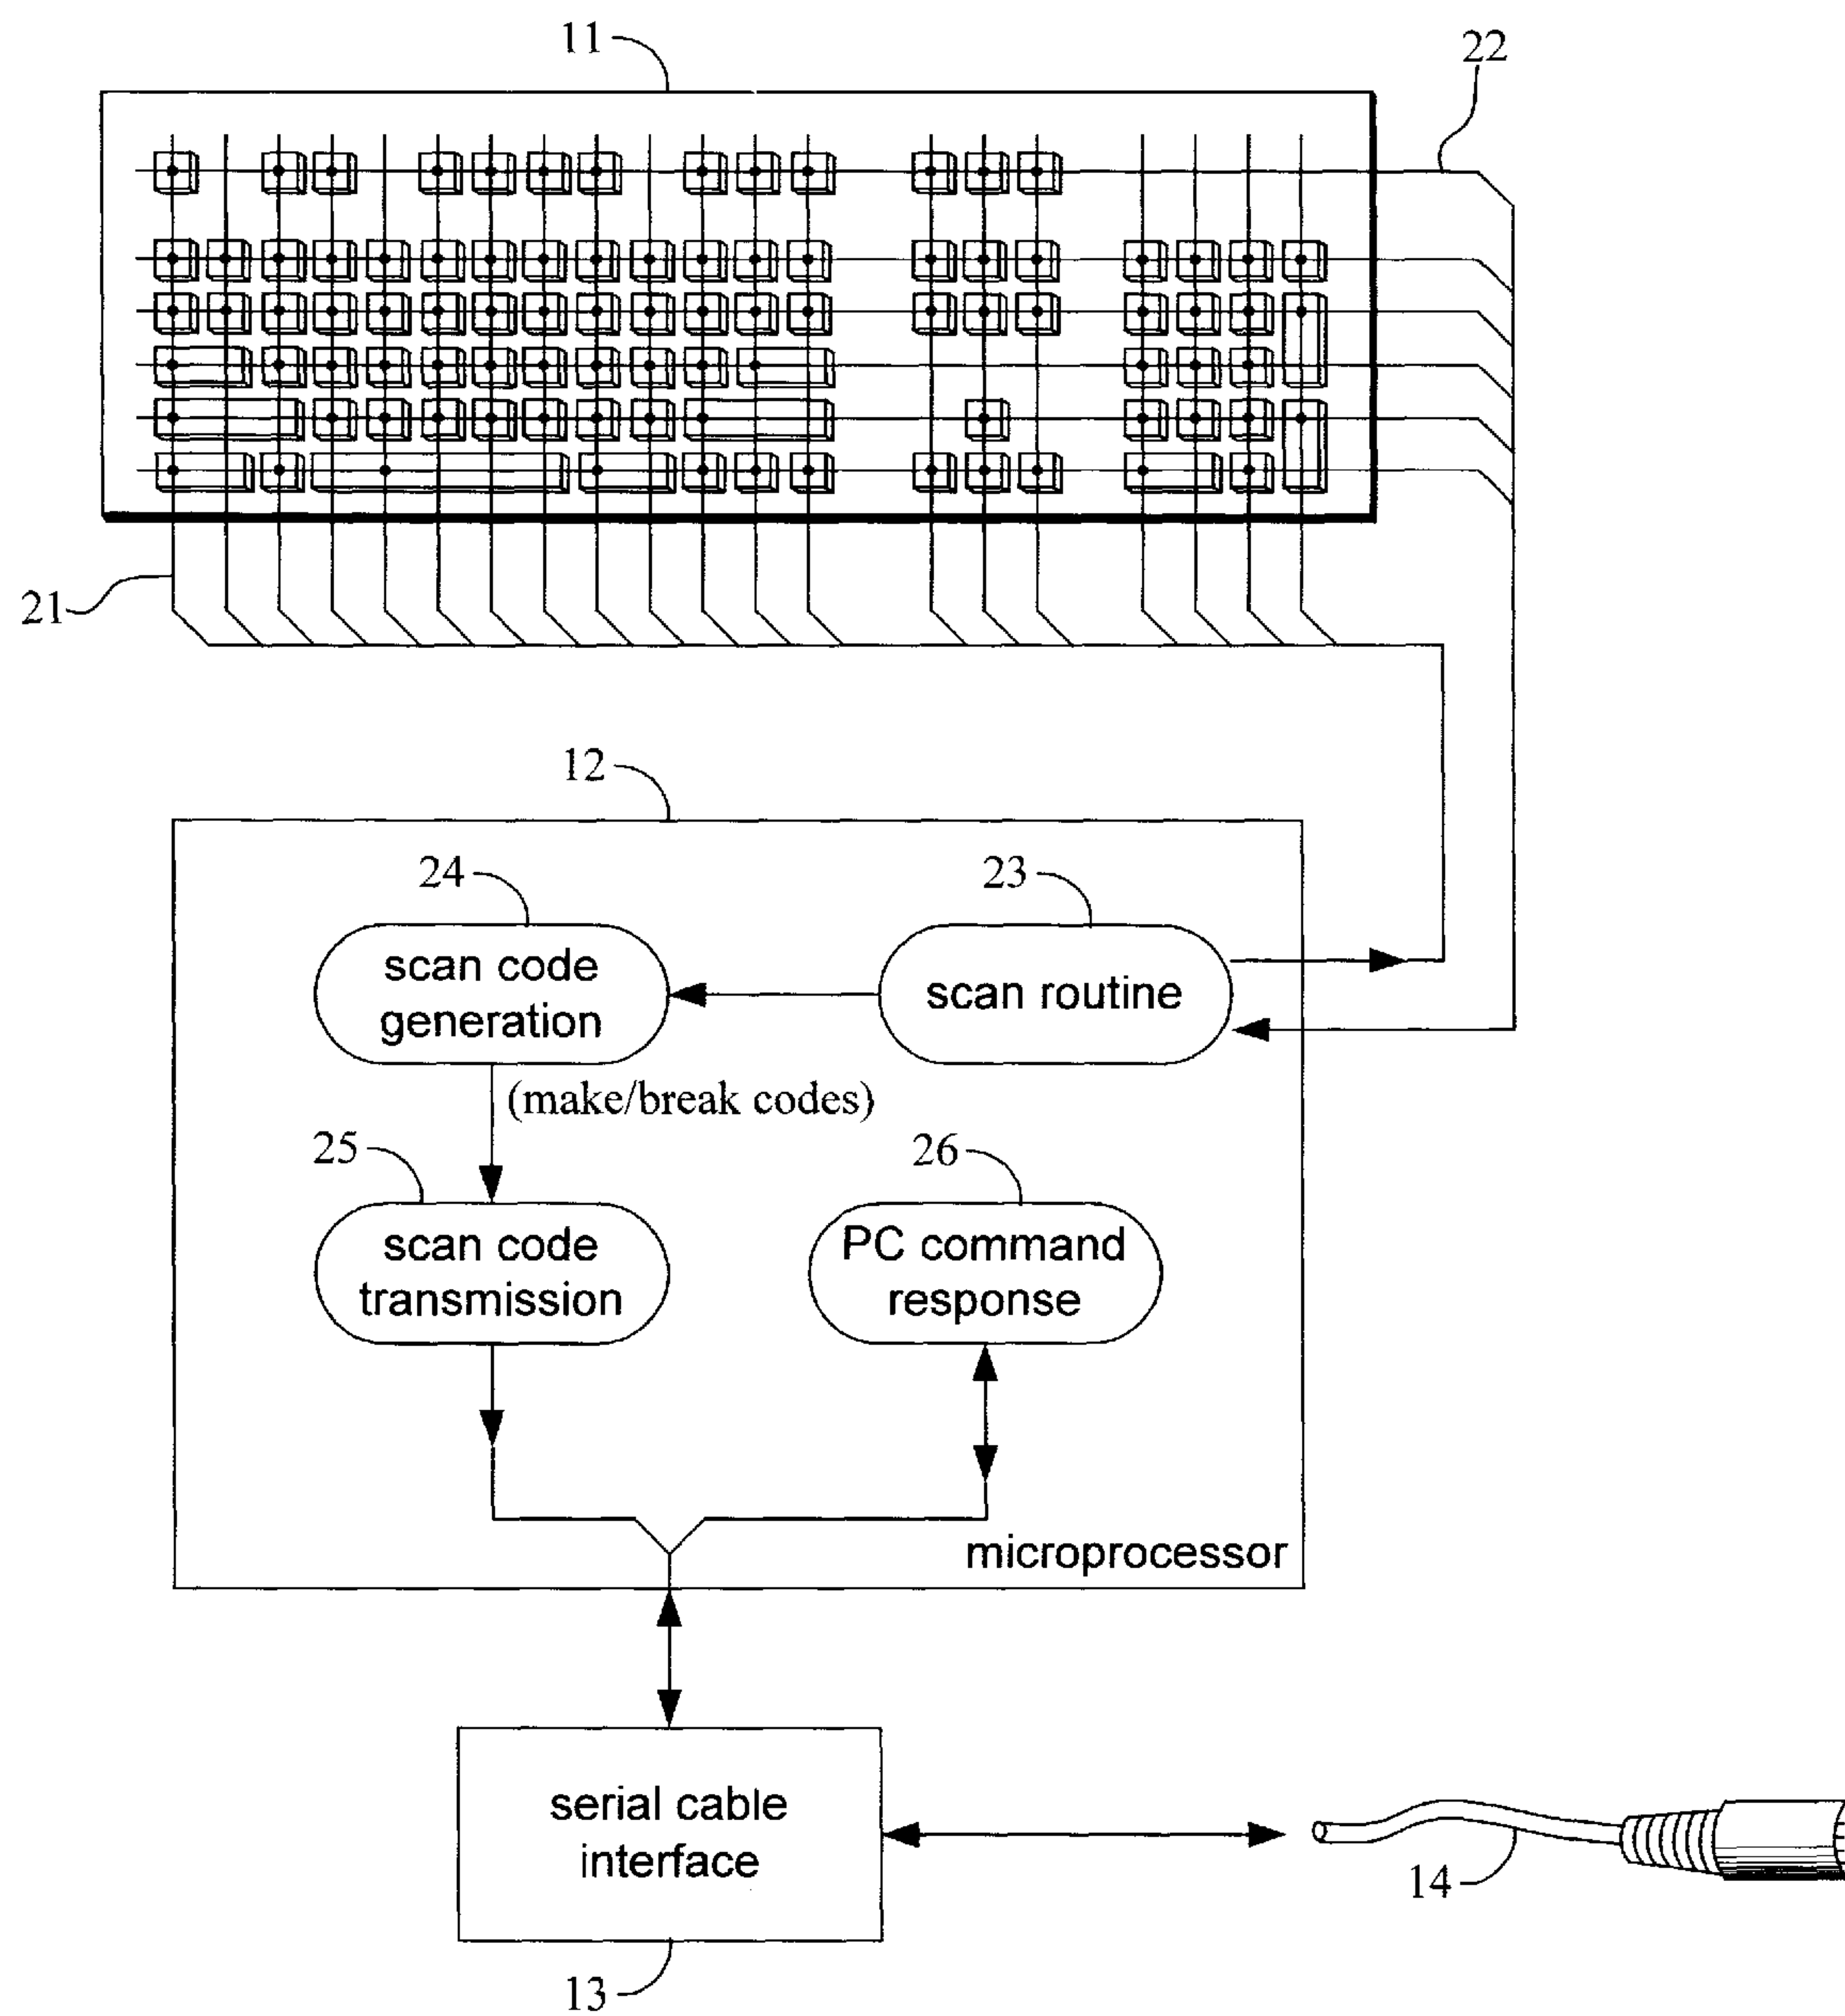 11
22
21
12
24
23
scan code
generation
scan routine
(make/break codes)
25
26
scan code
transmission
PC command
response
microprocessor
serial cable
interface
14
13